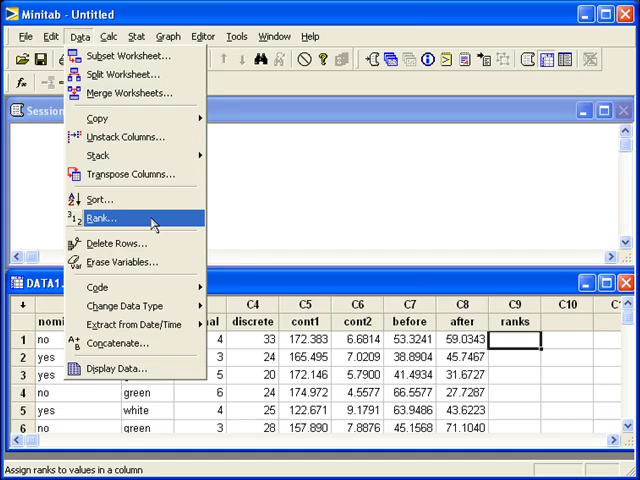 Minitab - Untitled
File Edit Data Calc Stat Graph Editor Tools Window Help
Subset Worksheet...
Split Worksheet...
Merge Worksheets...
Copy
Unstack Columns...
Stack
Transpose Columns...
Sort...
Rank...
Delete Rows...
Erase Variables...
Code
Change Data Type
Extract from Date/Time
Concatenate...
Display Data...
Session
DATA1.
C4 C5 C6 C7 C8 C9 C10 C1
nomi nal discrete cont1 cont2 before after ranks
1 no 4 33 172.383 6.6814 53.3241 59.0343
2 yes 3 24 165.495 7.0209 38.8904 45.7467
3 yes 5 20 172.146 5.7900 41.4934 31.6727
4 no green 6 24 174.972 4.5577 66.5557 27.7287
5 yes white 4 25 122.671 9.1791 63.9486 43.6223
6 no green 3 28 157.890 7.8876 45.1568 71.1040
Assign ranks to values in a column